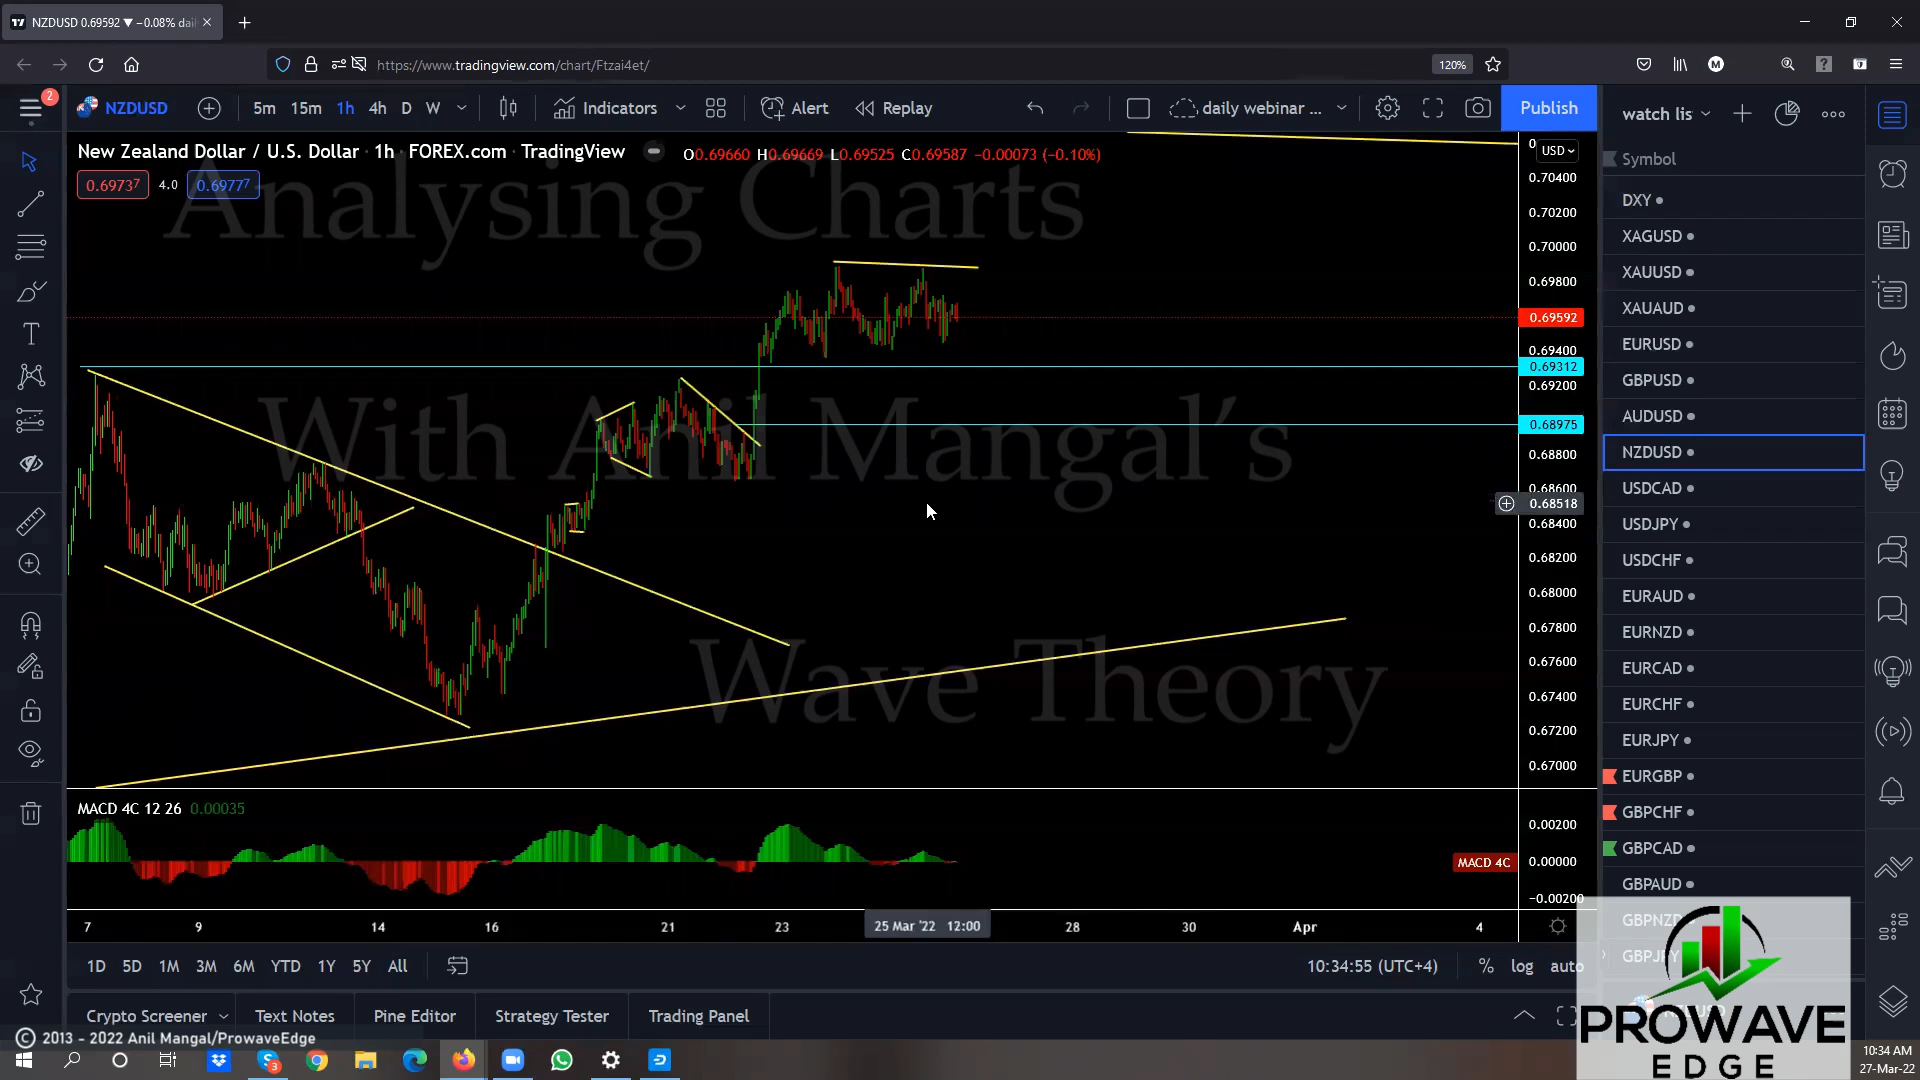 NZDUSD 0.69592 ▼ −0.08% dail
https://www.tradingview.com/chart/Ftzai4et/
120%
M
2
NZDUSD
5m 15m 1h 4h D W
Indicators
Alert
Replay
daily webinar ...
Publish
watch lis
New Zealand Dollar / U.S. Dollar · 1h · FOREX.com · TradingView
O0.69660 H0.69669 L0.69525 C0.69587 −0.00073 (−0.10%)
0.69737 4.0 0.69777
USD
Symbol
Analysing Charts
With Anil Mangal's
Wave Theory
0.70400
0.70200
0.70000
0.69800
0.69592
0.69400
0.69312
0.69200
0.68975
0.68800
0.68600
0.68518
0.68400
0.68200
0.68000
0.67800
0.67600
0.67400
0.67200
0.67000
DXY
XAGUSD
XAUUSD
XAUAUD
EURUSD
GBPUSD
AUDUSD
NZDUSD
USDCAD
USDJPY
USDCHF
EURAUD
EURNZD
EURCAD
EURCHF
EURJPY
EURGBP
GBPCHF
GBPCAD
GBPAUD
GBPNZD
GBPJPY
MACD 4C 12 26 0.00035
0.00200
MACD 4C
0.00000
−0.00200
7 9 14 16 21 23 25 Mar '22 12:00 28 30 Apr 4
1D 5D 1M 3M 6M YTD 1Y 5Y All
10:34:55 (UTC+4) % log auto
Crypto Screener Text Notes Pine Editor Strategy Tester Trading Panel
© 2013 - 2022 Anil Mangal/ProwaveEdge
PROWAVE
EDGE
3
10:34 AM
27-Mar-22